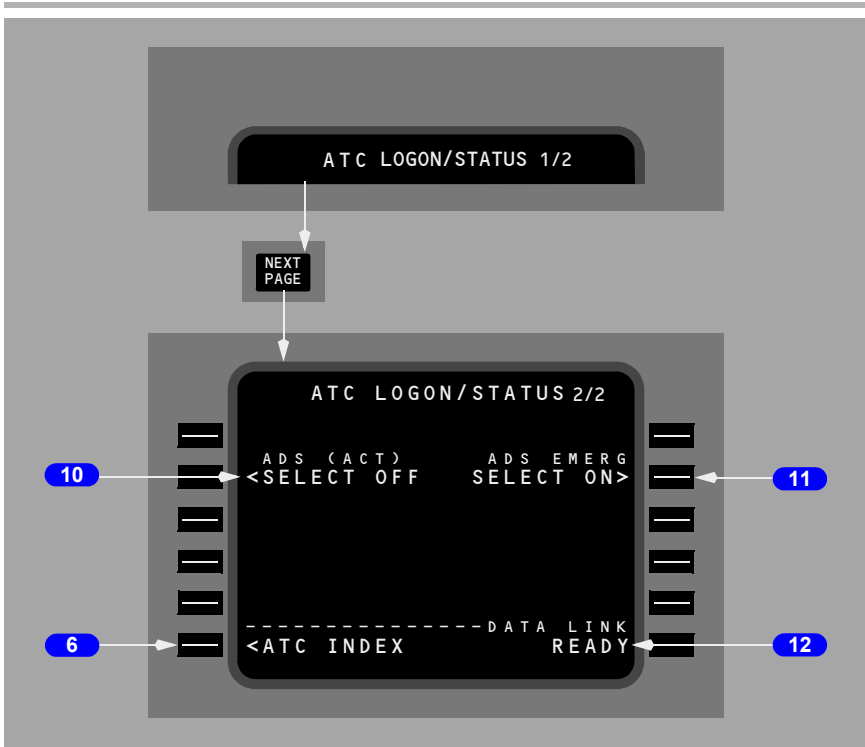 ATC LOGON/STATUS 1/2
NEXT
PAGE
ATC LOGON/STATUS 2/2
ADS (ACT) ADS EMERG
10 <SELECT OFF SELECT ON> 11
---------------DATA LINK
6 <ATC INDEX READY 12